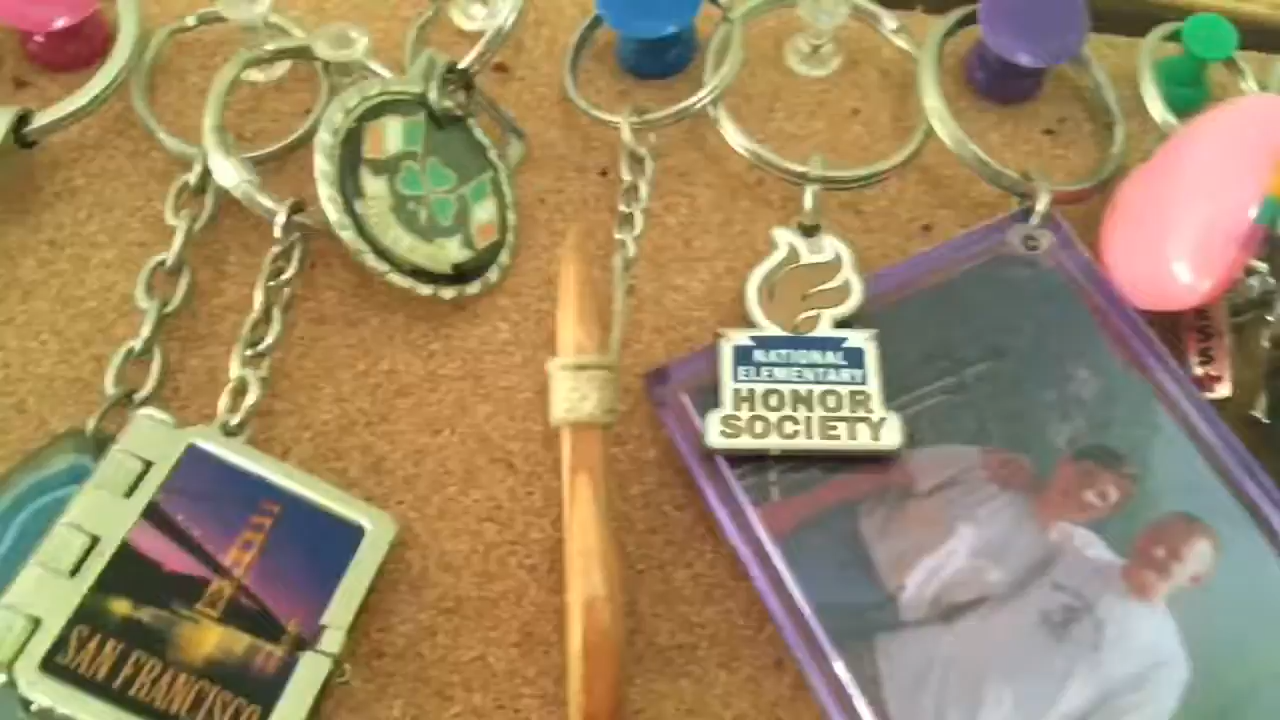 NATIONAL
ELEMENTARY
HONOR
SOCIETY
SAN FRANCISCO